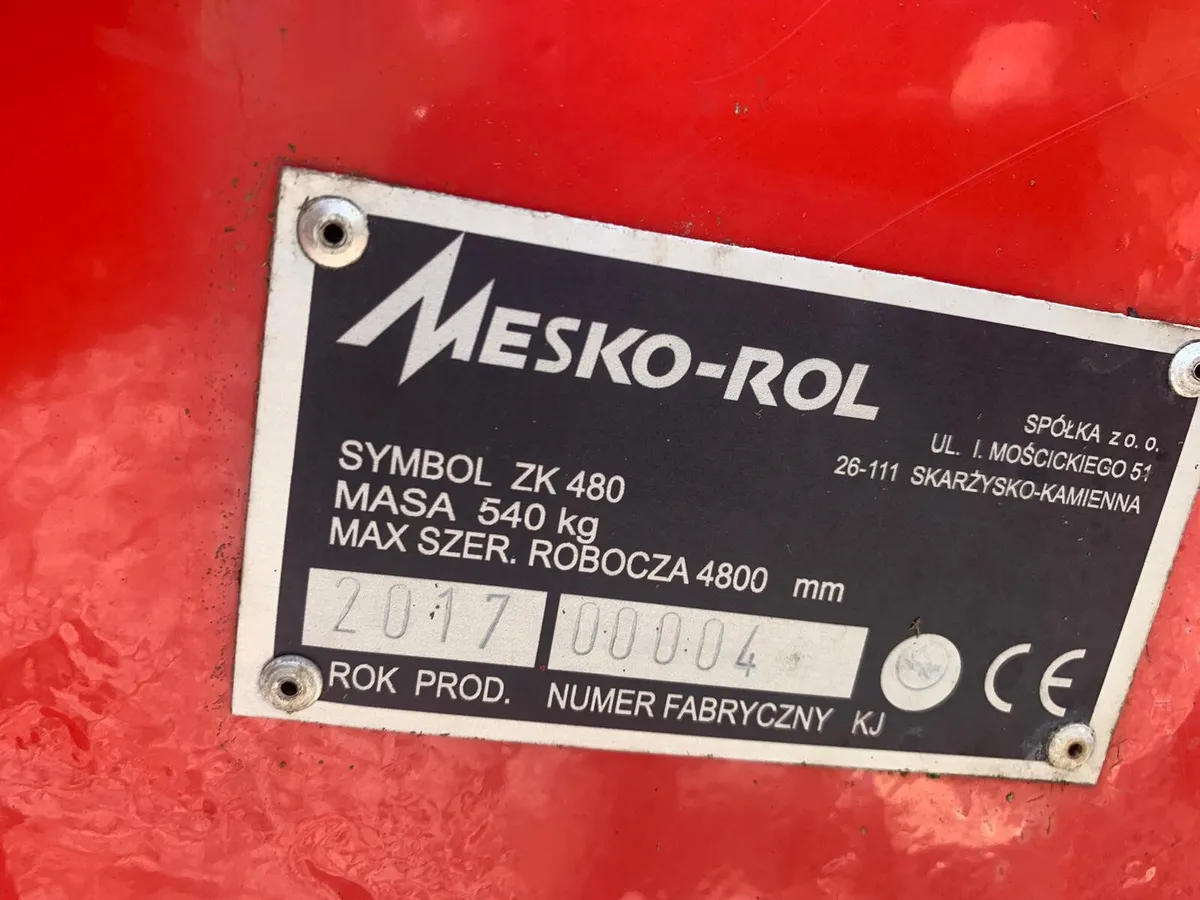 MESKO-ROL
SPÓŁKA z o. o.
UL. I. MOŚCICKIEGO 51
26-111 SKARŻYSKO-KAMIENNA
SYMBOL ZK 480
MASA 540 kg
MAX SZER. ROBOCZA 4800 mm
2017 00004
ROK PROD. NUMER FABRYCZNY KJ
CE